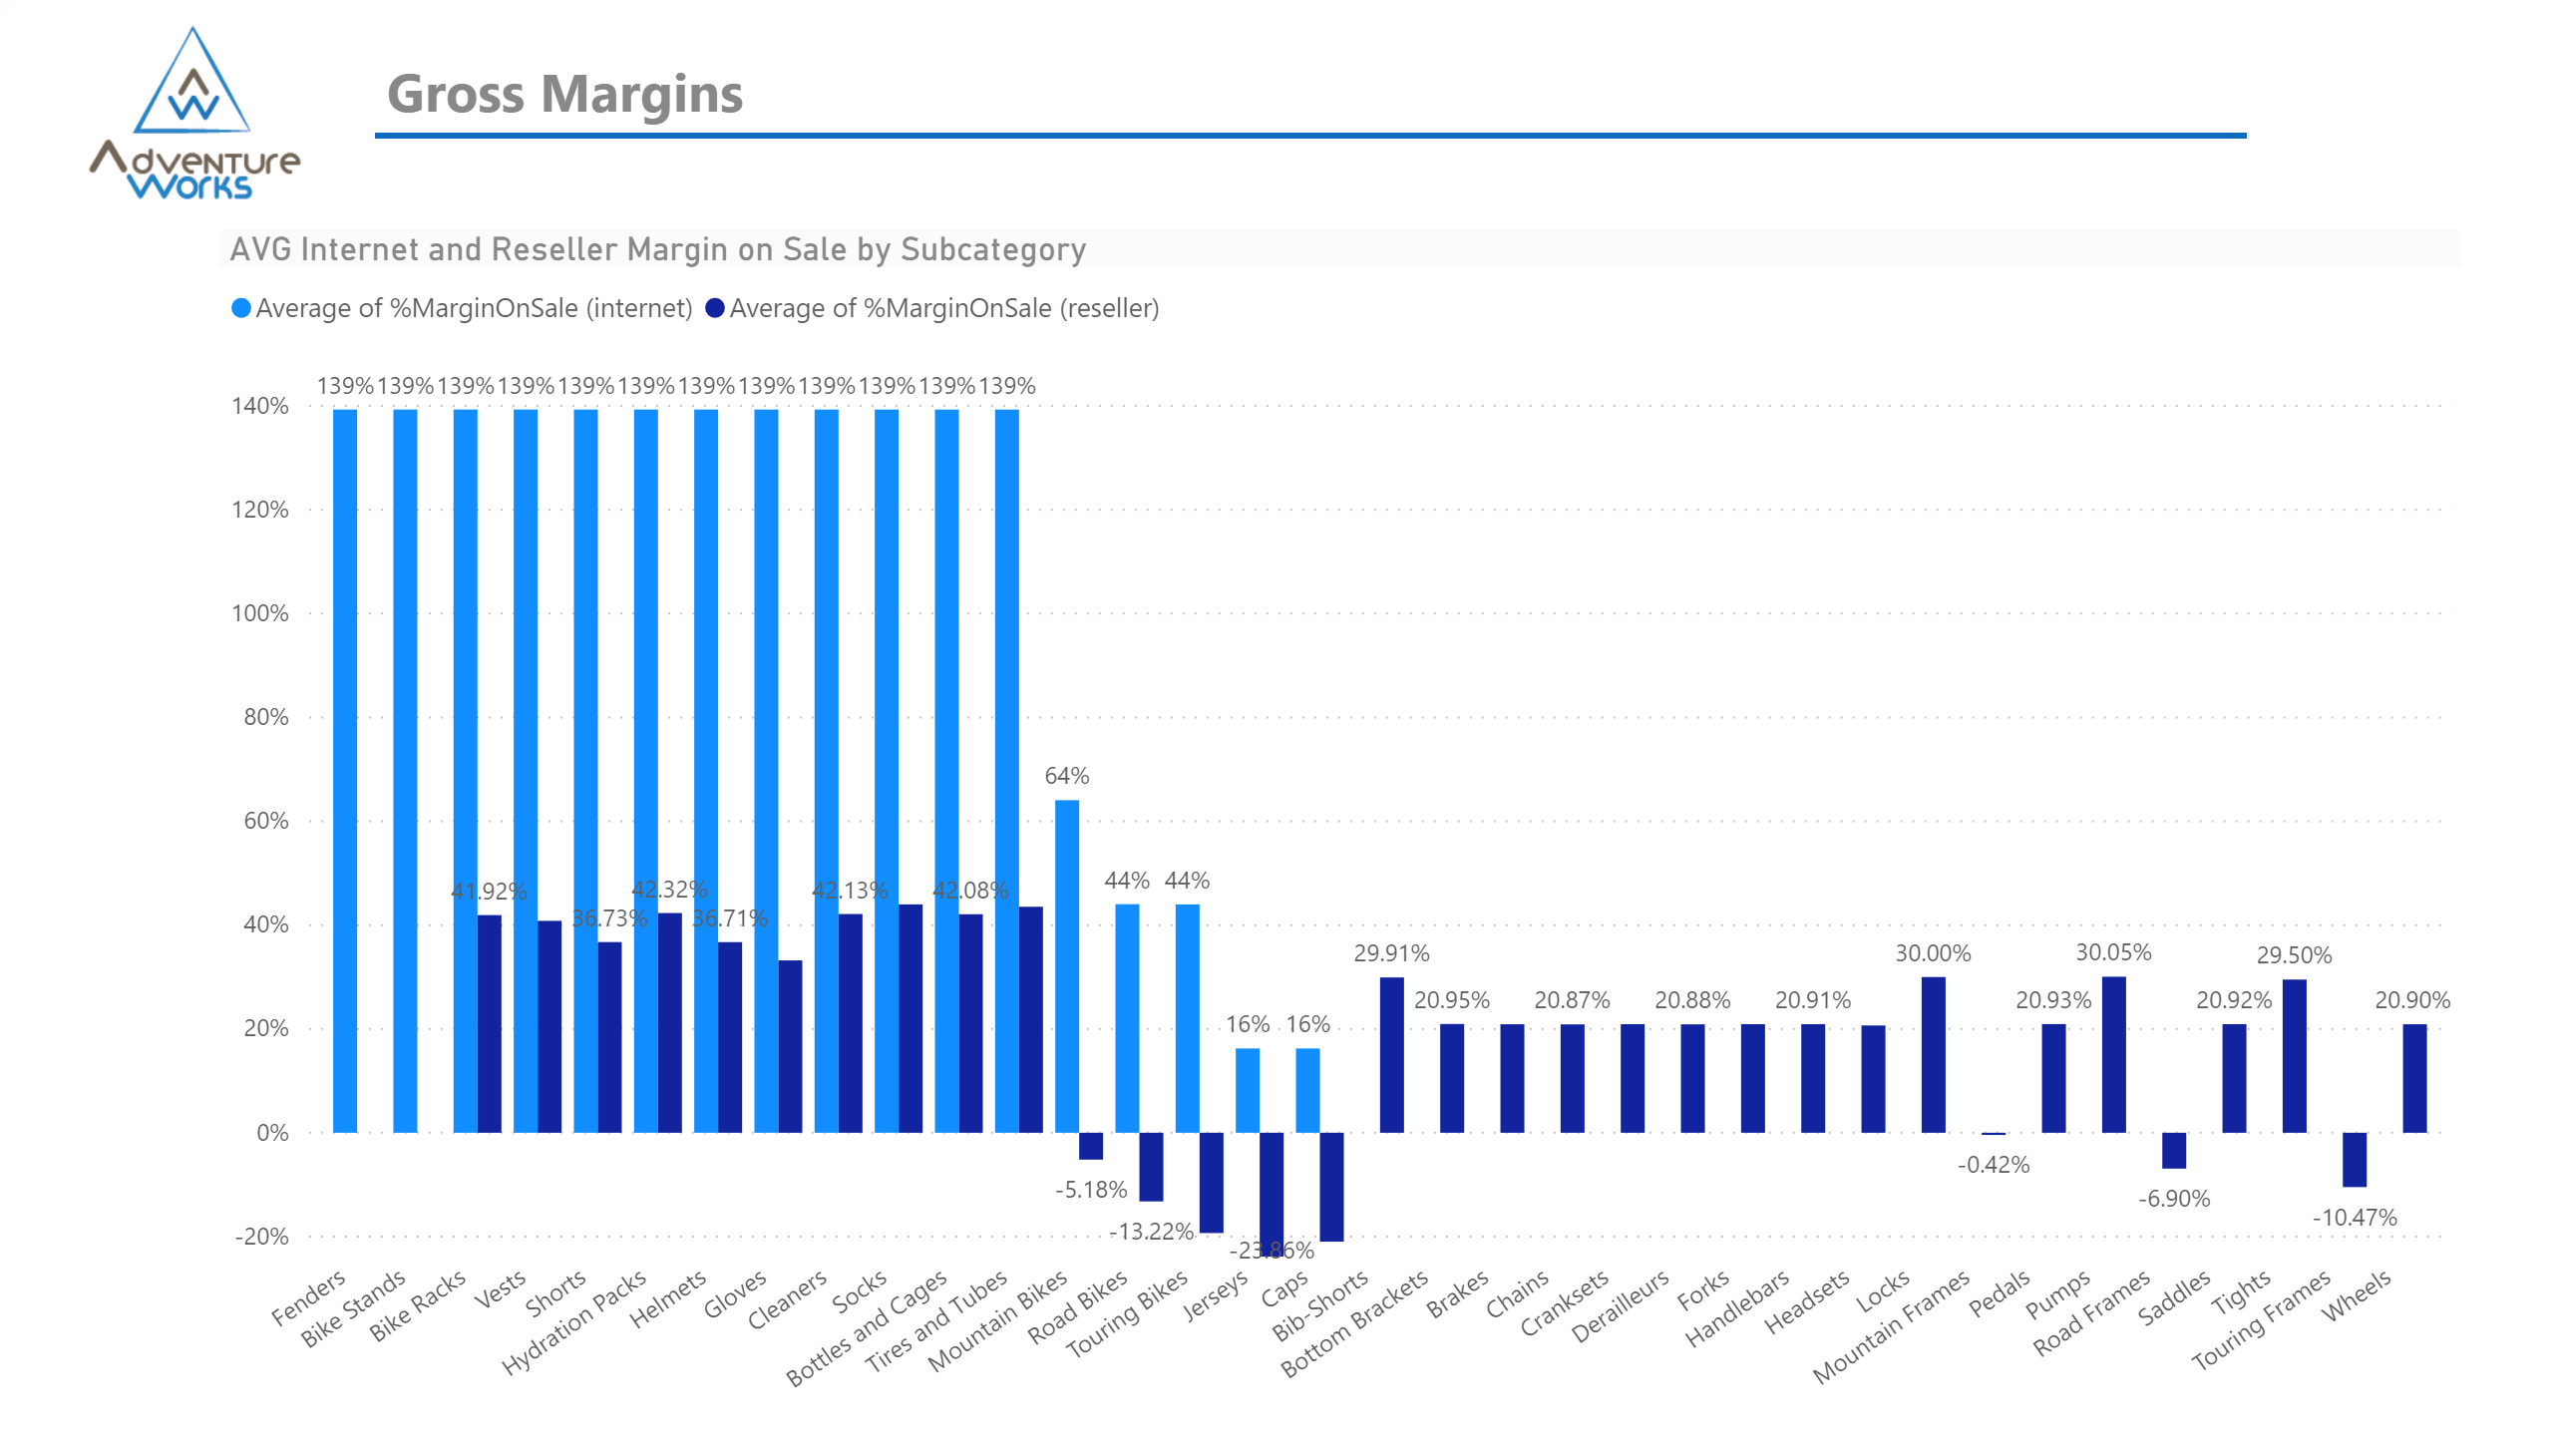 AW
Adventure
Works
Gross Margins
AVG Internet and Reseller Margin on Sale by Subcategory
Average of %MarginOnSale (internet) Average of %MarginOnSale (reseller)
139% 139% 139% 139% 139% 139% 139% 139% 139% 139% 139% 139%
140%
120%
100%
80%
64%
60%
44% 44%
41.92% 36.73% 42.32% 36.71% 42.13% 42.08%
40%
29.91% 20.95% 20.87% 20.88% 20.91% 30.00% 20.93% 30.05% 20.92% 29.50% 20.90%
16% 16%
20%
0%
-5.18% -13.22% -23.86% -0.42% -6.90% -10.47%
-20%
Fenders
Bike Stands
Bike Racks
Vests
Shorts
Hydration Packs
Helmets
Gloves
Cleaners
Socks
Bottles and Cages
Tires and Tubes
Mountain Bikes
Road Bikes
Touring Bikes
Jerseys
Caps
Bib-Shorts
Bottom Brackets
Brakes
Chains
Cranksets
Derailleurs
Forks
Handlebars
Headsets
Locks
Mountain Frames
Pedals
Pumps
Road Frames
Saddles
Tights
Touring Frames
Wheels